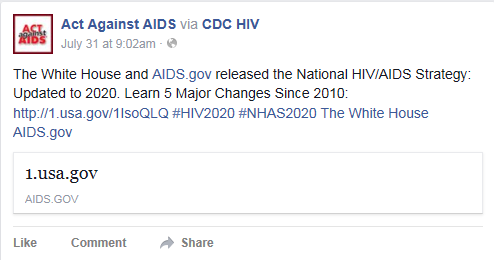 ACT
against
AIDS
Act Against AIDS via CDC HIV
July 31 at 9:02am ·
The White House and AIDS.gov released the National HIV/AIDS Strategy:
Updated to 2020. Learn 5 Major Changes Since 2010:
http://1.usa.gov/1IsoQLQ #HIV2020 #NHAS2020 The White House
AIDS.gov
1.usa.gov
AIDS.GOV
Like Comment Share